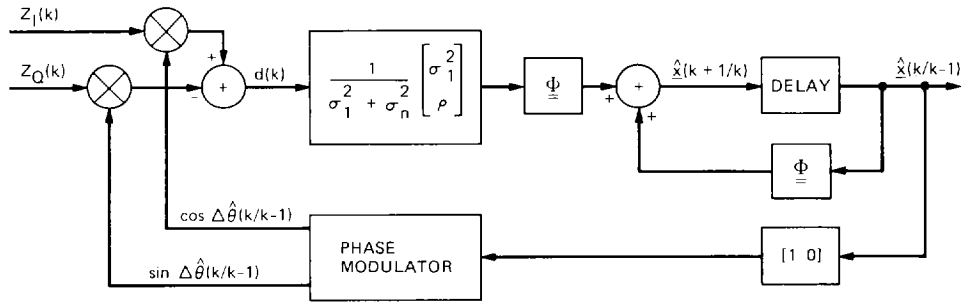 Z_I(k)
Z_Q(k)
+
−
+
d(k)
1
σ_1^2 + σ_n^2
[σ_1^2
ρ]
Φ
+
+
+
x̂(k + 1/k)
DELAY
x̂(k/k-1)
Φ
cos Δθ̂(k/k-1)
sin Δθ̂(k/k-1)
PHASE
MODULATOR
[1 0]